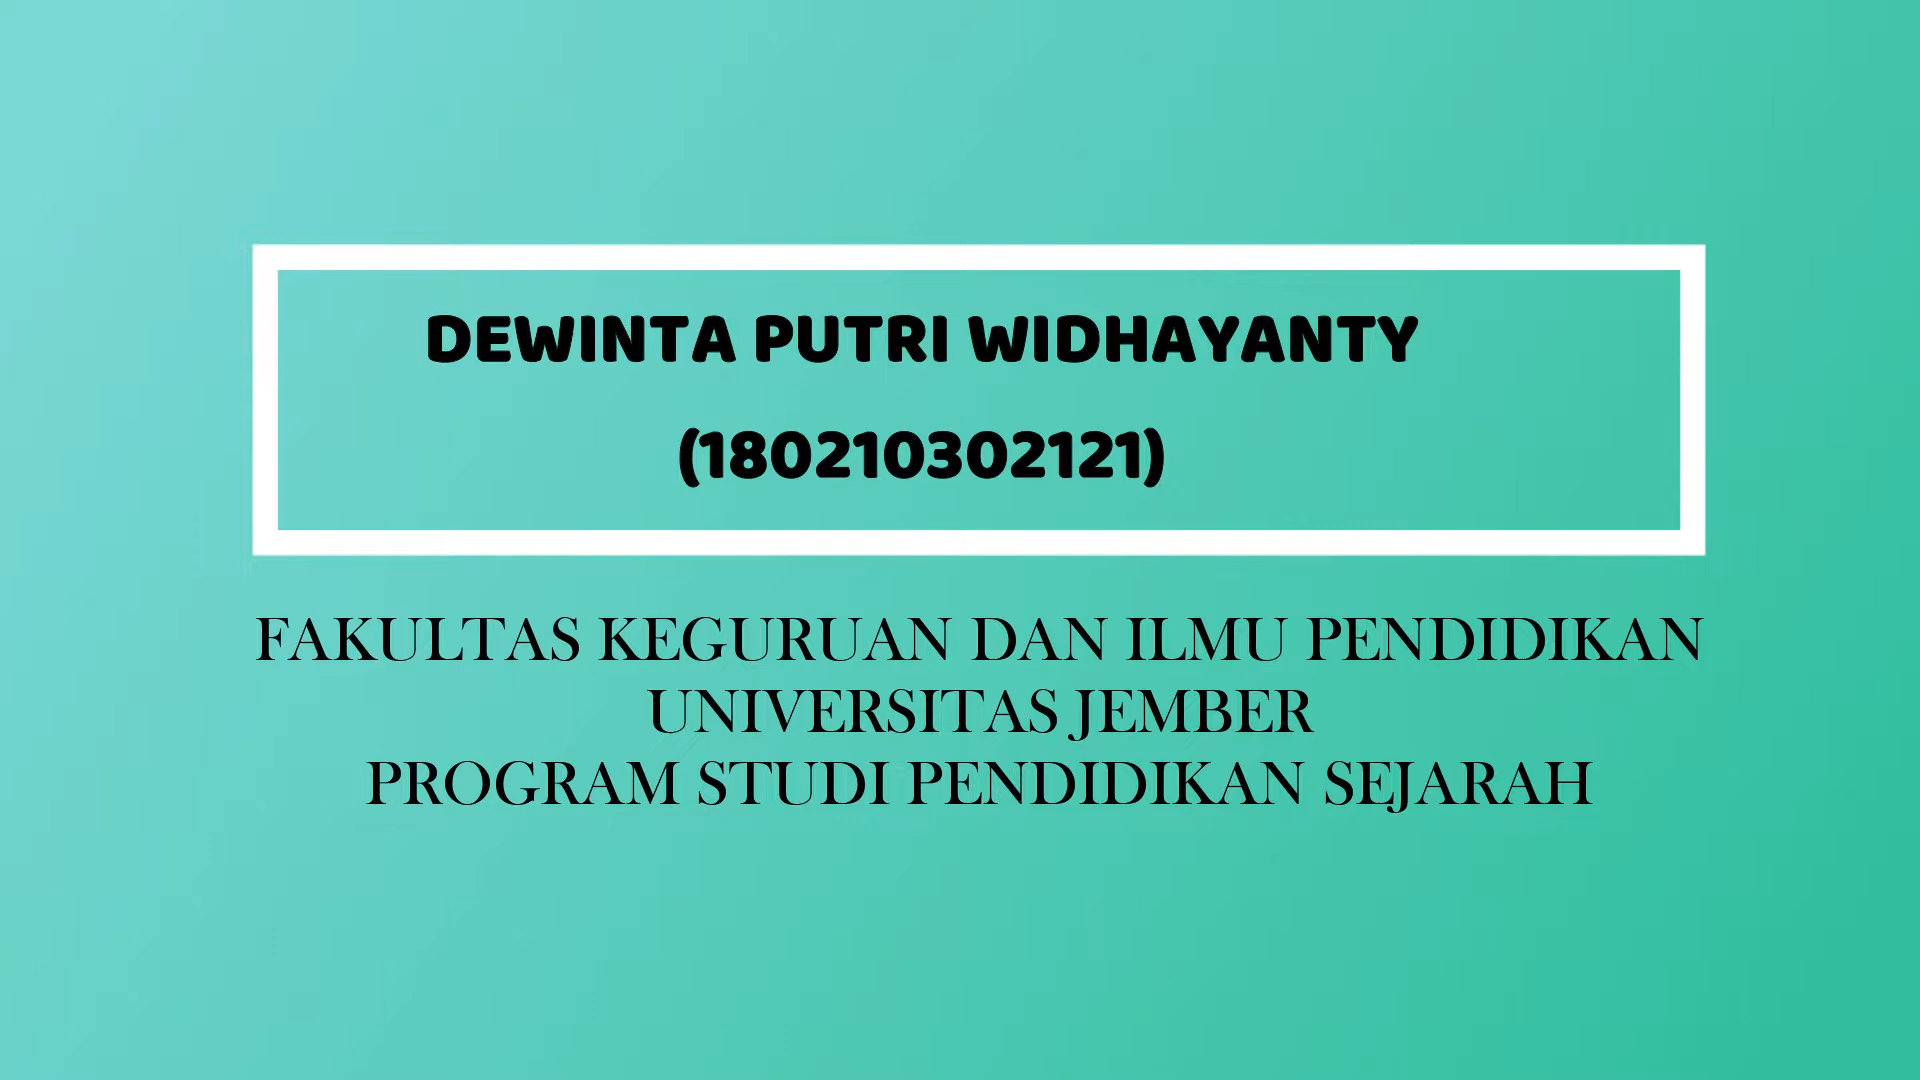 DEWINTA PUTRI WIDHAYANTY
(180210302121)
FAKULTAS KEGURUAN DAN ILMU PENDIDIKAN
UNIVERSITAS JEMBER
PROGRAM STUDI PENDIDIKAN SEJARAH